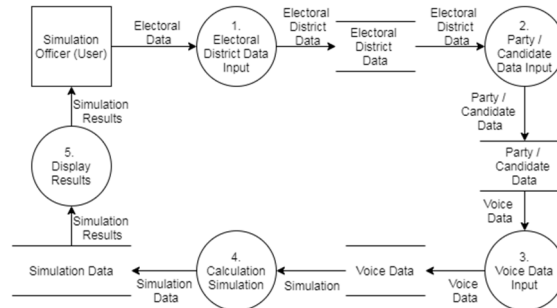 Simulation
Officer (User)
Electoral
Data
1.
Electoral
District Data
Input
Electoral
District
Data
Electoral
District
Data
Electoral
District
Data
2.
Party /
Candidate
Data Input
Party /
Candidate
Data
Party /
Candidate
Data
Voice
Data
3.
Voice Data
Input
Voice
Data
Voice Data
Simulation
4.
Calculation
Simulation
Simulation
Data
Simulation Data
Simulation
Results
5.
Display
Results
Simulation
Results